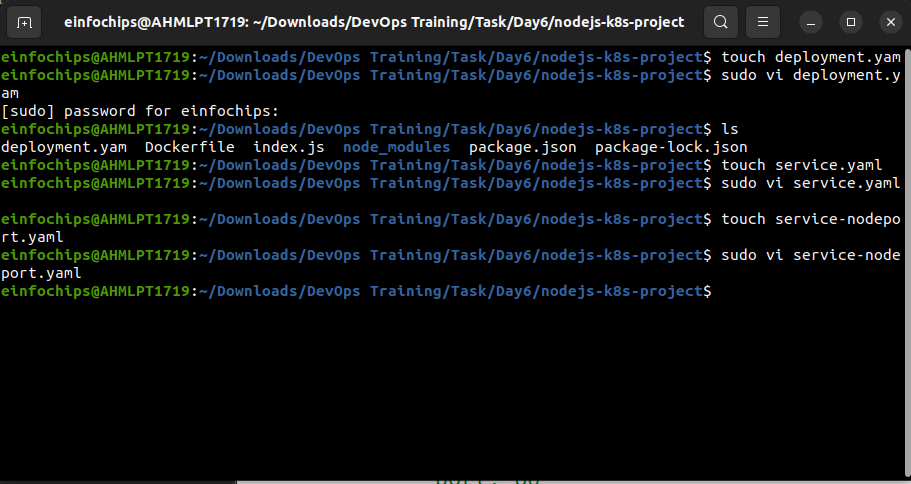 einfochips@AHMLPT1719: ~/Downloads/DevOps Training/Task/Day6/nodejs-k8s-project
einfochips@AHMLPT1719:~/Downloads/DevOps Training/Task/Day6/nodejs-k8s-project$ touch deployment.yam
einfochips@AHMLPT1719:~/Downloads/DevOps Training/Task/Day6/nodejs-k8s-project$ sudo vi deployment.y
am
[sudo] password for einfochips:
einfochips@AHMLPT1719:~/Downloads/DevOps Training/Task/Day6/nodejs-k8s-project$ ls
deployment.yam  Dockerfile  index.js  node_modules  package.json  package-lock.json
einfochips@AHMLPT1719:~/Downloads/DevOps Training/Task/Day6/nodejs-k8s-project$ touch service.yaml
einfochips@AHMLPT1719:~/Downloads/DevOps Training/Task/Day6/nodejs-k8s-project$ sudo vi service.yaml
einfochips@AHMLPT1719:~/Downloads/DevOps Training/Task/Day6/nodejs-k8s-project$ touch service-nodepo
rt.yaml
einfochips@AHMLPT1719:~/Downloads/DevOps Training/Task/Day6/nodejs-k8s-project$ sudo vi service-node
port.yaml
einfochips@AHMLPT1719:~/Downloads/DevOps Training/Task/Day6/nodejs-k8s-project$